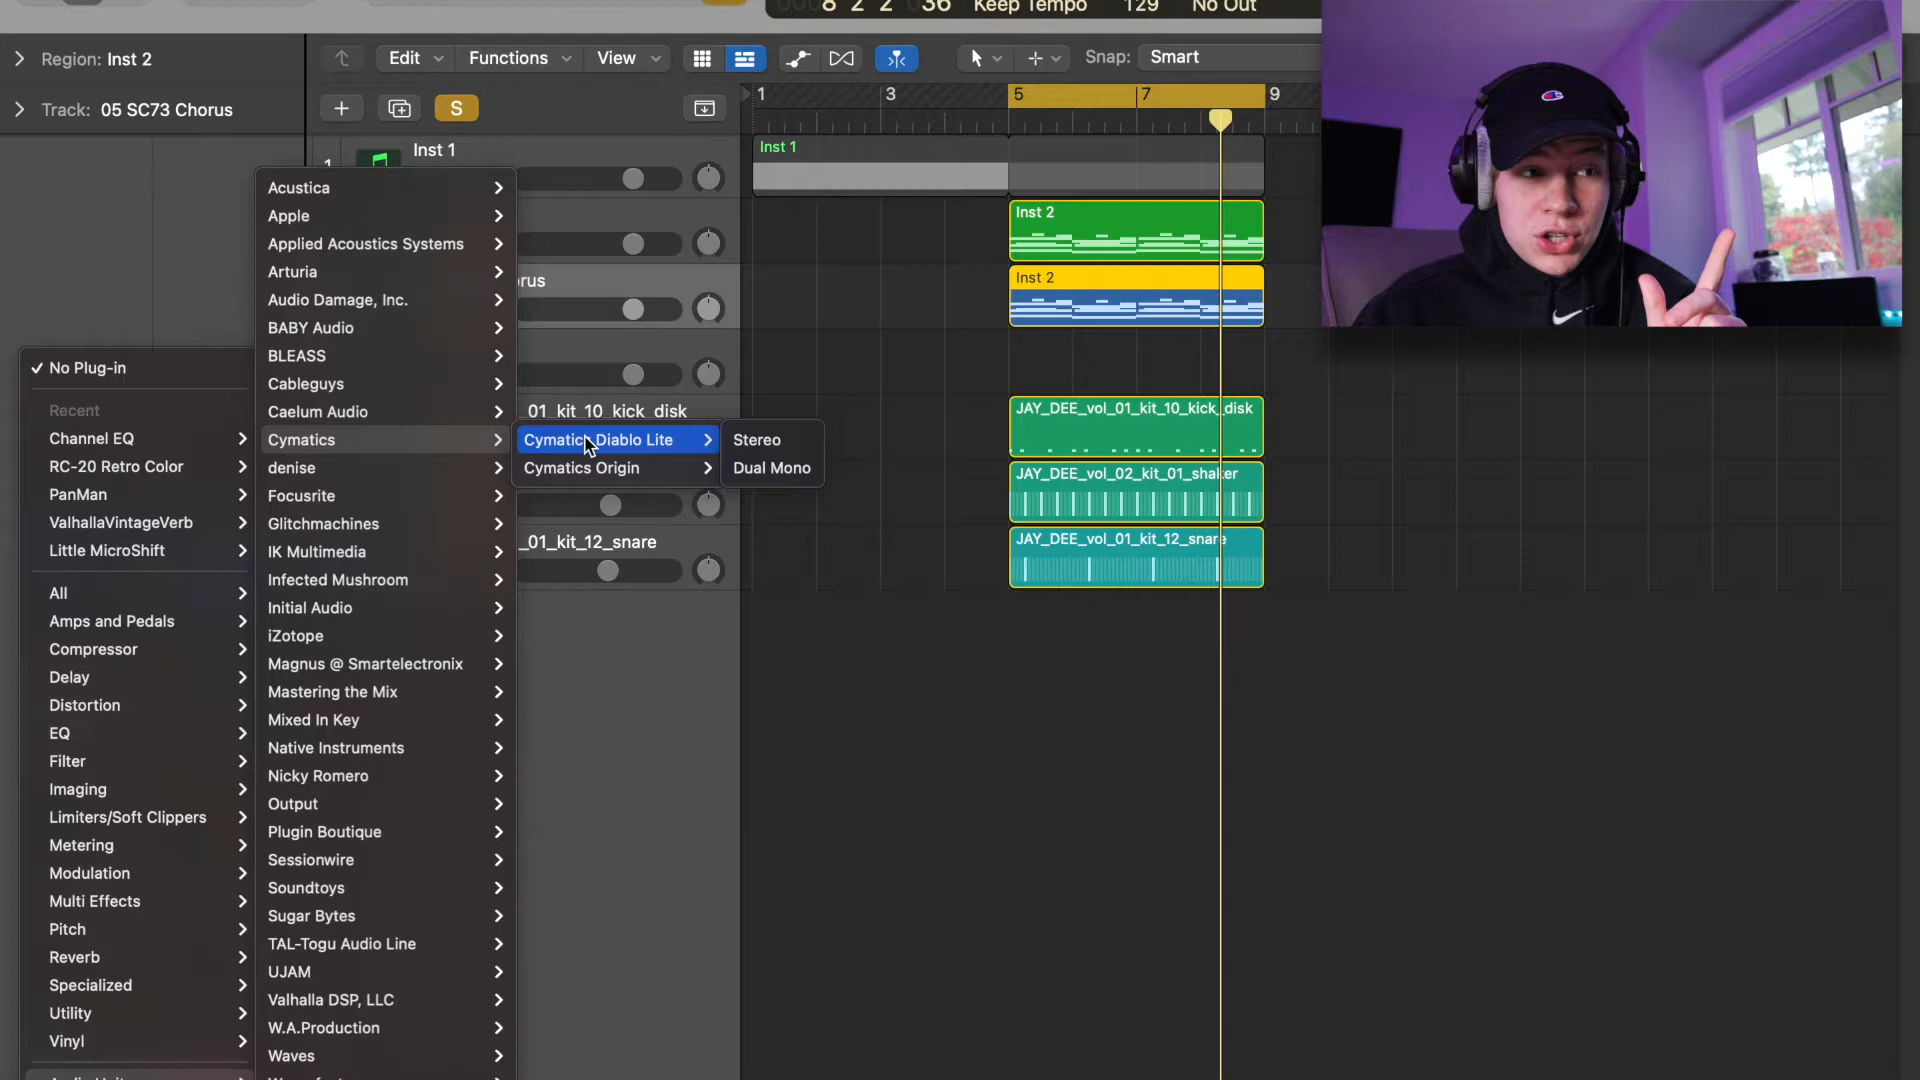 8 2 2 036 Keep Tempo 129 No Out
Region: Inst 2
Edit Functions View Snap: Smart
Track: 05 SC73 Chorus
S
1 3 5 7 9
1
Inst 1
Inst 1
Inst 2
rus
Inst 2
_01_kit_10_kick_disk
JAY_DEE_vol_01_kit_10_kick_disk
JAY_DEE_vol_02_kit_01_shaker
_01_kit_12_snare
JAY_DEE_vol_01_kit_12_snare
No Plug-in
Recent
Channel EQ
RC-20 Retro Color
PanMan
ValhallaVintageVerb
Little MicroShift
All
Amps and Pedals
Compressor
Delay
Distortion
EQ
Filter
Imaging
Limiters/Soft Clippers
Metering
Modulation
Multi Effects
Pitch
Reverb
Specialized
Utility
Vinyl
Acustica
Apple
Applied Acoustics Systems
Arturia
Audio Damage, Inc.
BABY Audio
BLEASS
Cableguys
Caelum Audio
Cymatics
denise
Focusrite
Glitchmachines
IK Multimedia
Infected Mushroom
Initial Audio
iZotope
Magnus @ Smartelectronix
Mastering the Mix
Mixed In Key
Native Instruments
Nicky Romero
Output
Plugin Boutique
Sessionwire
Soundtoys
Sugar Bytes
TAL-Togu Audio Line
UJAM
Valhalla DSP, LLC
W.A.Production
Waves
Cymatics Diablo Lite
Cymatics Origin
Stereo
Dual Mono